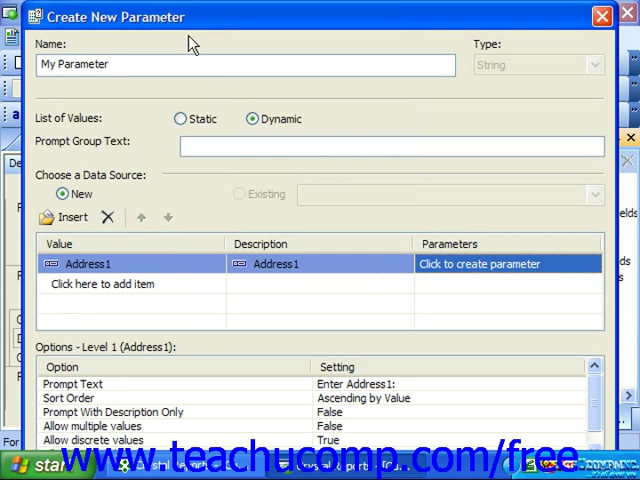 Create New Parameter
Name:
Type:
My Parameter
String
List of Values:
Static
Dynamic
Prompt Group Text:
Choose a Data Source:
New
Existing
Insert
Value
Description
Parameters
Address1
Address1
Click to create parameter
Click here to add item
Options - Level 1 (Address1):
Option
Setting
Prompt Text
Enter Address1:
Sort Order
Ascending by Value
Prompt With Description Only
False
Allow multiple values
False
Allow discrete values
True
www.teachucomp.com/free
start